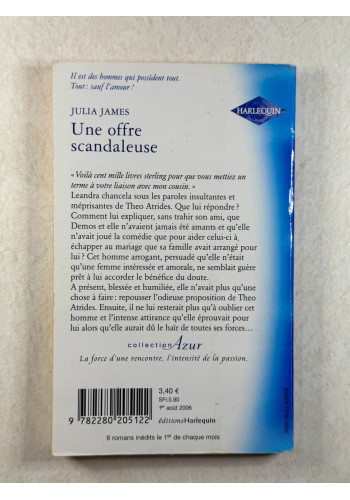 Il est des hommes qui possèdent tout.
Tout : sauf l'amour !
HARLEQUIN
JULIA JAMES
Une offre
scandaleuse
« Voilà cent mille livres sterling pour que vous mettiez un
terme à votre liaison avec mon cousin. »
Leandra chancela sous les paroles insultantes et
méprisantes de Theo Atrides. Que lui répondre ?
Comment lui expliquer, sans trahir son ami, que
Demos et elle n'avaient jamais été amants et qu'elle
n'avait joué la comédie que pour aider celui-ci à
échapper au mariage que sa famille avait arrangé pour
lui ? Cet homme arrogant, persuadé qu'elle n'était
qu'une femme intéressée et amorale, ne semblait guère
prêt à lui accorder le bénéfice du doute.
A présent, blessée et humiliée, elle n'avait plus qu'une
chose à faire : repousser l'odieuse proposition de Theo
Atrides. Ensuite, il ne lui resterait plus qu'à oublier cet
homme et l'intense attirance qu'elle éprouvait pour
lui alors qu'elle aurait dû le haïr de toutes ses forces...
collection Azur
La force d'une rencontre, l'intensité de la passion.
3,40 €
SFr.5.90
1er août 2006
éditions Harlequin
9 782280 205122
8 romans inédits le 1er de chaque mois